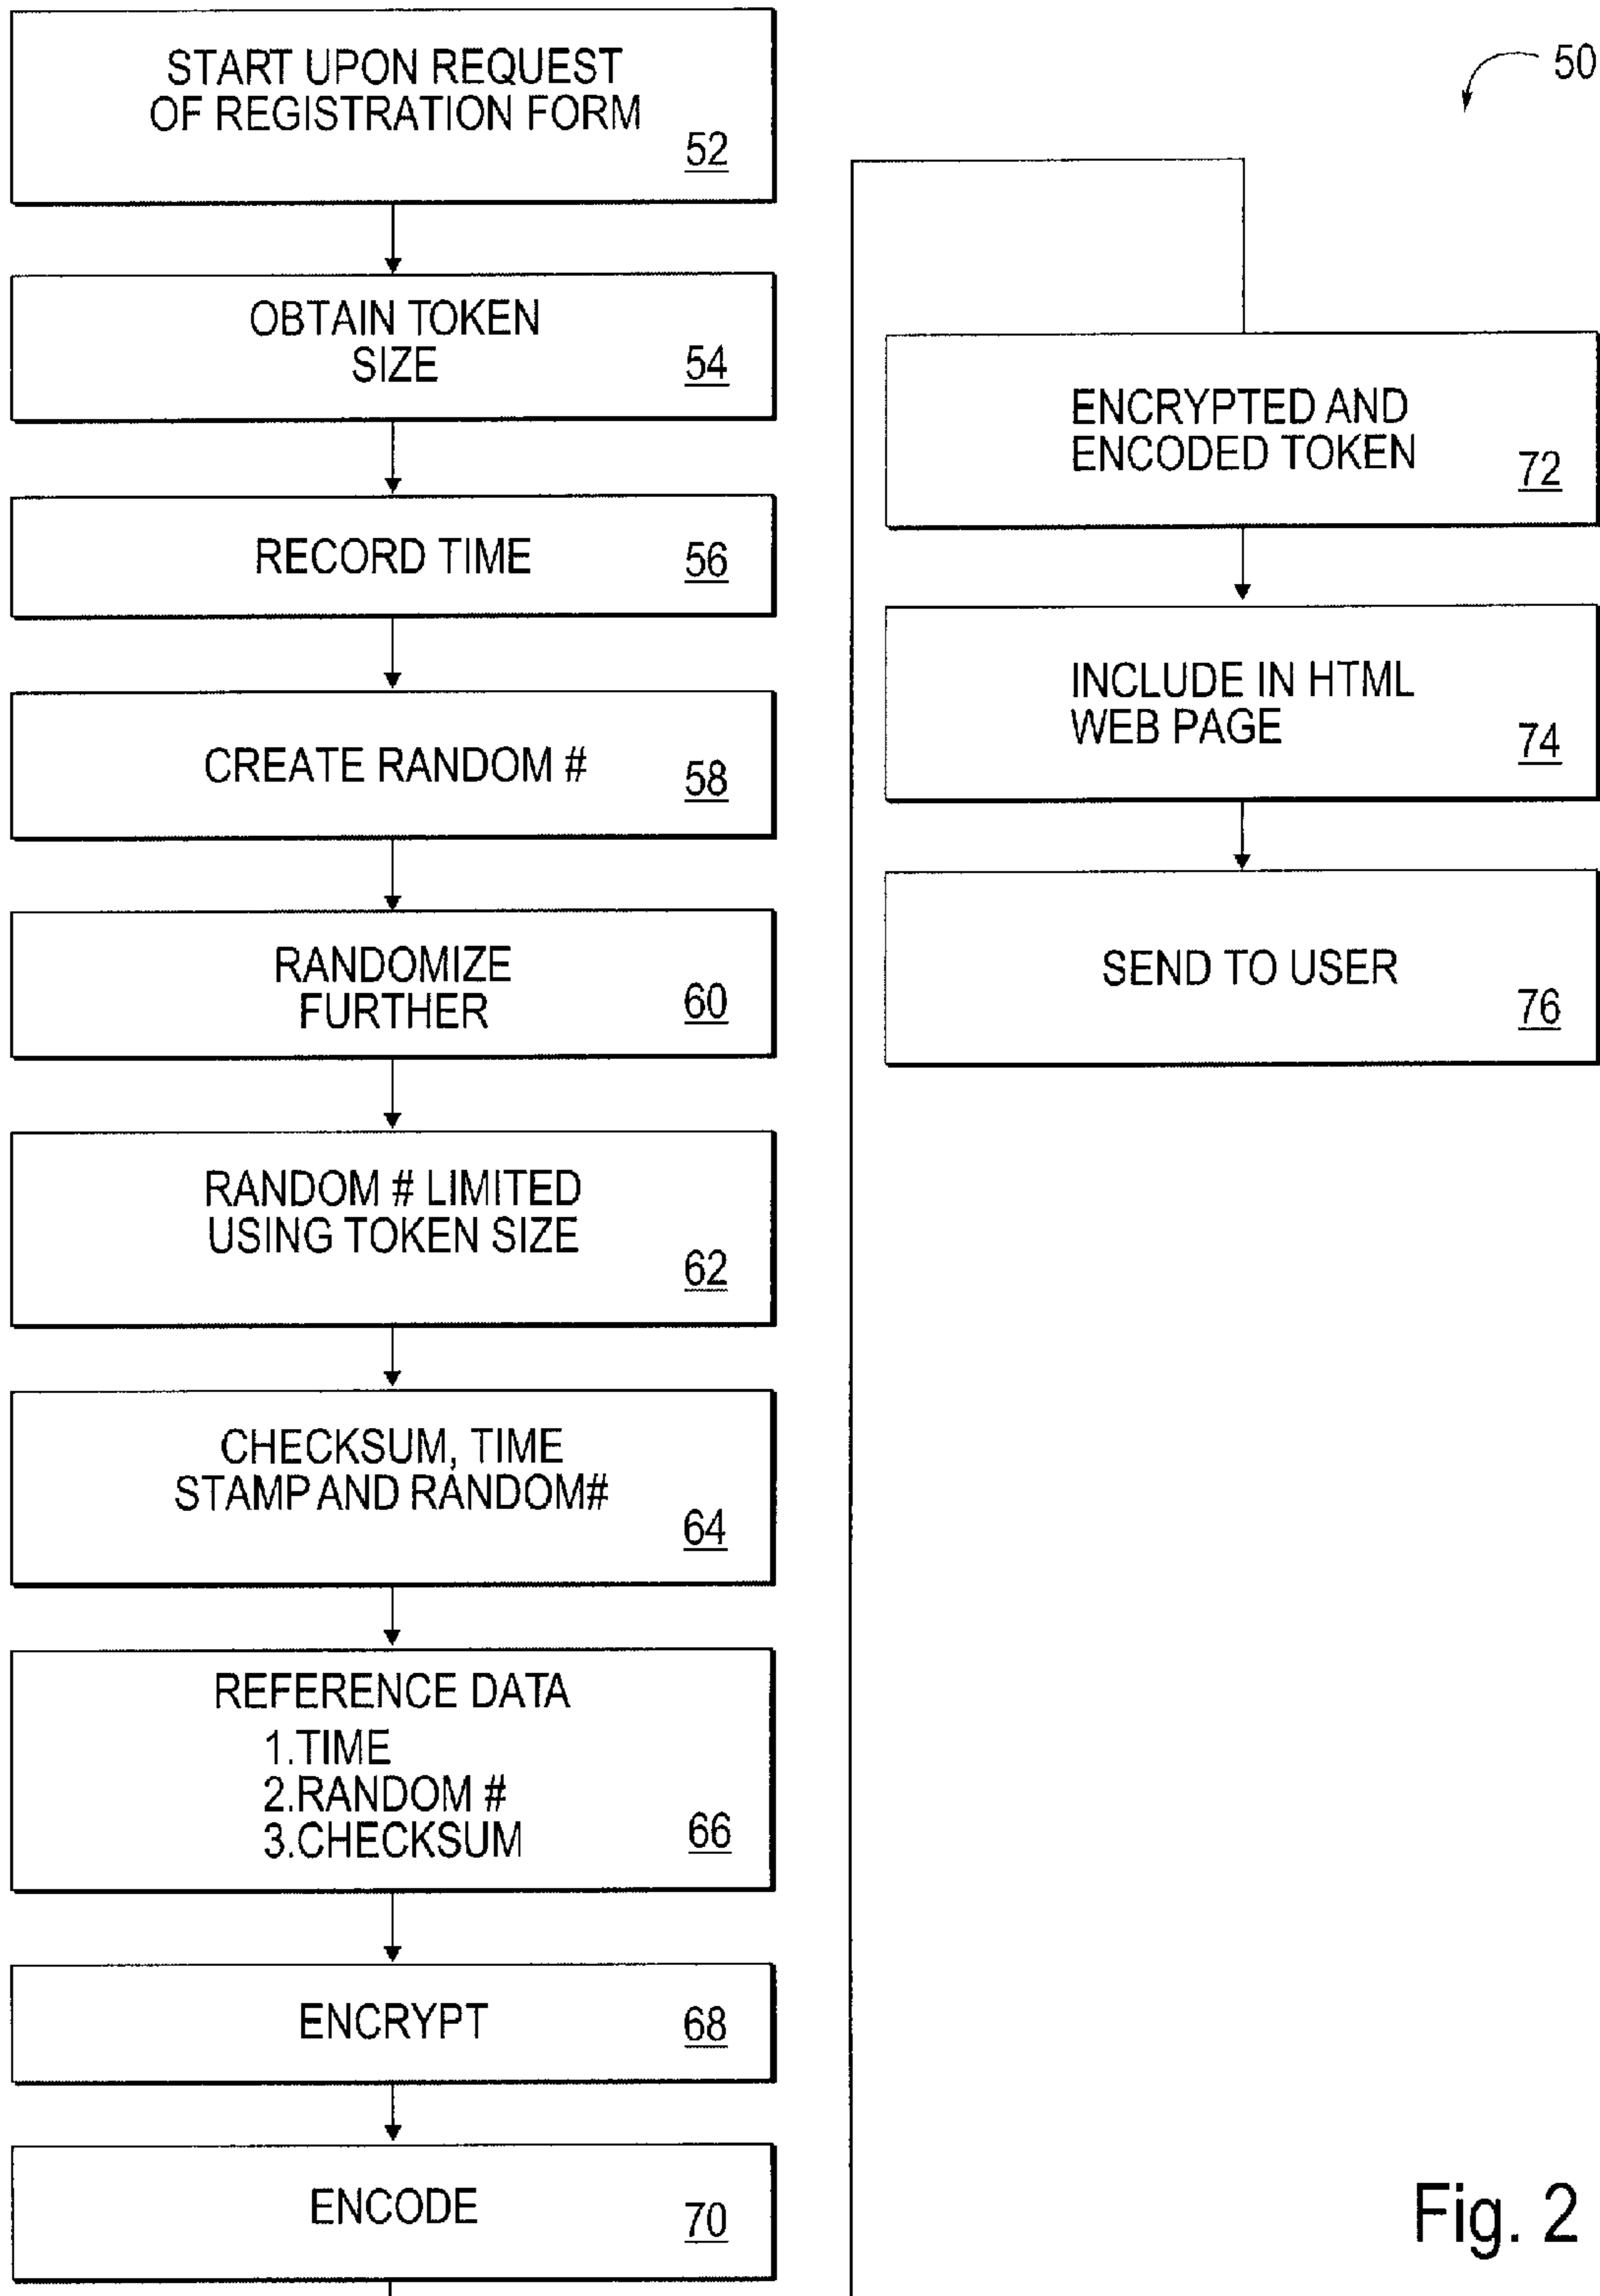 START UPON REQUEST
OF REGISTRATION FORM
52
OBTAIN TOKEN
SIZE
54
RECORD TIME
56
CREATE RANDOM #
58
RANDOMIZE
FURTHER
60
RANDOM # LIMITED
USING TOKEN SIZE
62
CHECKSUM, TIME
STAMP AND RANDOM#
64
REFERENCE DATA
1.TIME
2.RANDOM #
3.CHECKSUM
66
ENCRYPT
68
ENCODE
70
50
ENCRYPTED AND
ENCODED TOKEN
72
INCLUDE IN HTML
WEB PAGE
74
SEND TO USER
76
Fig. 2